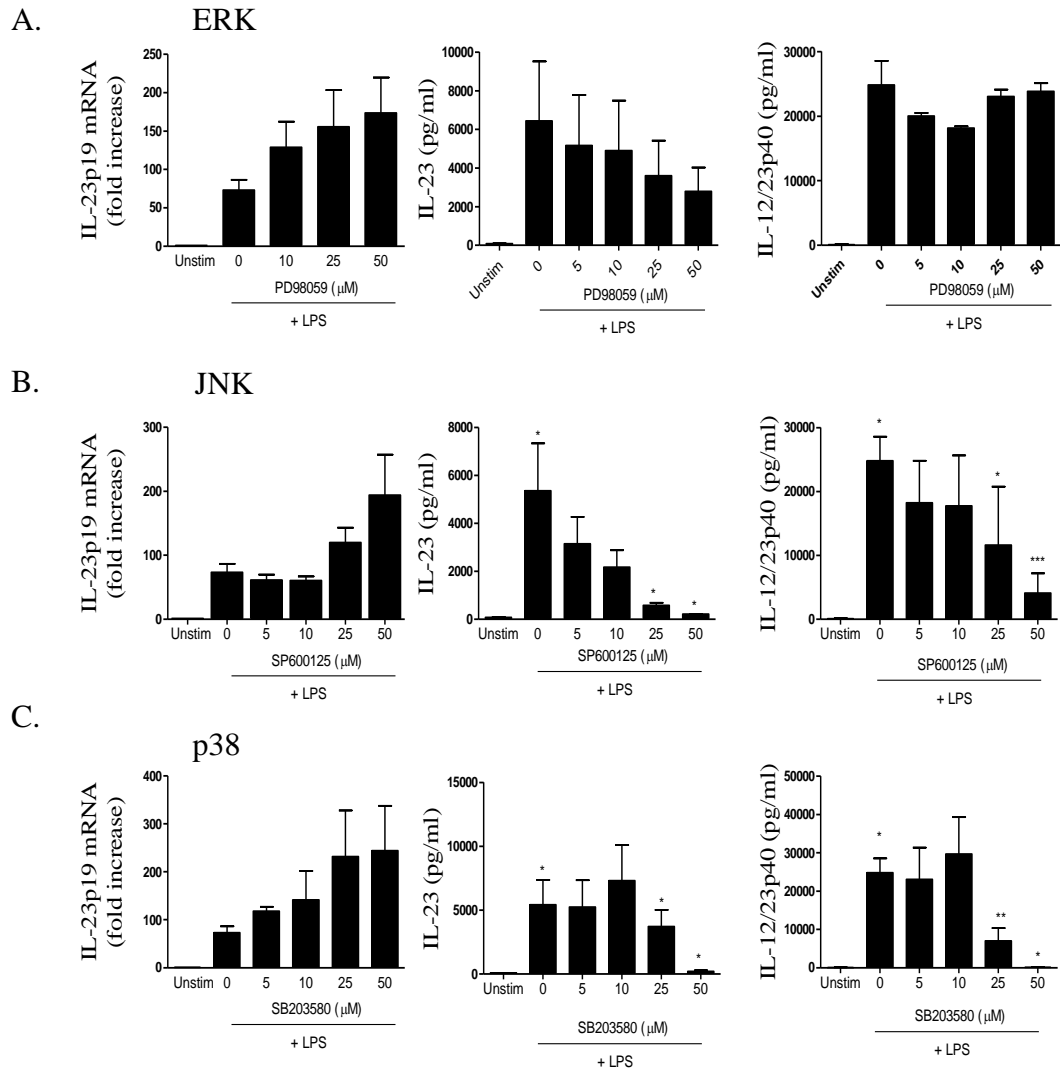 A. ERK
IL-23p19 mRNA
(fold increase)
250
200
150
100
50
0
Unstim 0 10 25 50
PD98059 (μM)
+ LPS
IL-23 (pg/ml)
10000
8000
6000
4000
2000
0
Unstim 0 5 10 25 50
PD98059 (μM)
+ LPS
IL-12/23p40 (pg/ml)
30000
20000
10000
0
Unstim 0 5 10 25 50
PD98059 (μM)
+ LPS
B. JNK
IL-23p19 mRNA
(fold increase)
300
200
100
0
Unstim 0 5 10 25 50
SP600125 (μM)
+ LPS
IL-23 (pg/ml)
8000
6000
4000
2000
0
* * *
Unstim 0 5 10 25 50
SP600125 (μM)
+ LPS
IL-12/23p40 (pg/ml)
30000
20000
10000
0
* * ***
Unstim 0 5 10 25 50
SP600125 (μM)
+ LPS
C. p38
IL-23p19 mRNA
(fold increase)
400
300
200
100
0
Unstim 0 5 10 25 50
SB203580 (μM)
+ LPS
IL-23 (pg/ml)
15000
10000
5000
0
* * *
Unstim 0 5 10 25 50
SB203580 (μM)
+ LPS
IL-12/23p40 (pg/ml)
50000
40000
30000
20000
10000
0
* ** *
Unstim 0 5 10 25 50
SB203580 (μM)
+ LPS